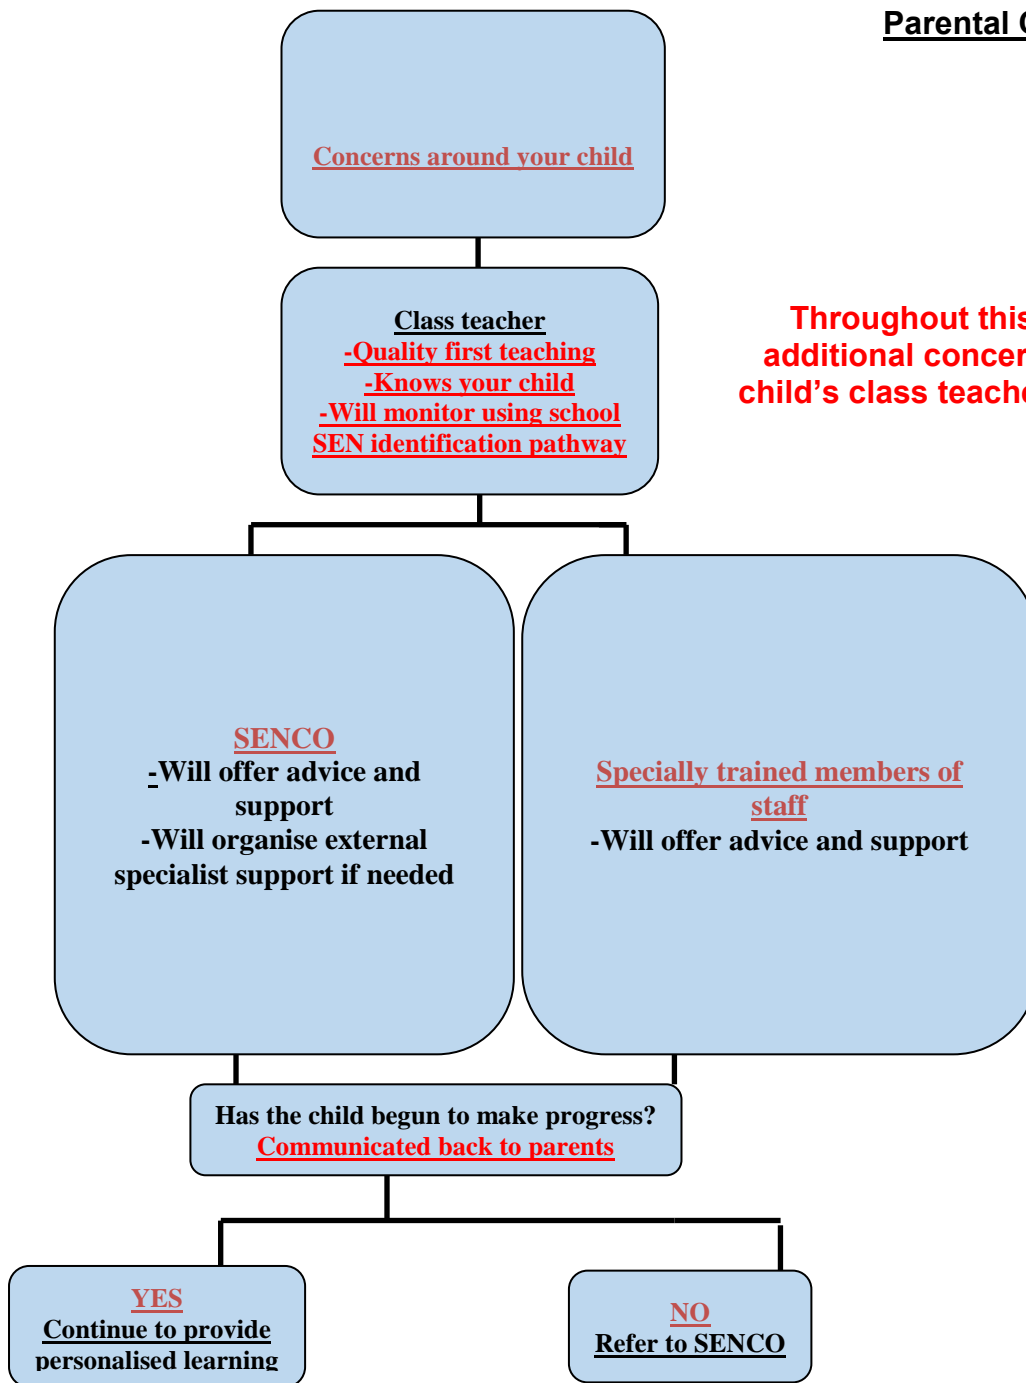 Parental
Concerns around your child
Class teacher
-Quality first teaching
-Knows your child
-Will monitor using school
SEN identification pathway
Throughout this
additional concer
child's class teache
SENCO
-Will offer advice and
support
-Will organise external
specialist support if needed
Specially trained members of
staff
-Will offer advice and support
Has the child begun to make progress?
Communicated back to parents
YES
Continue to provide
personalised learning
NO
Refer to SENCO